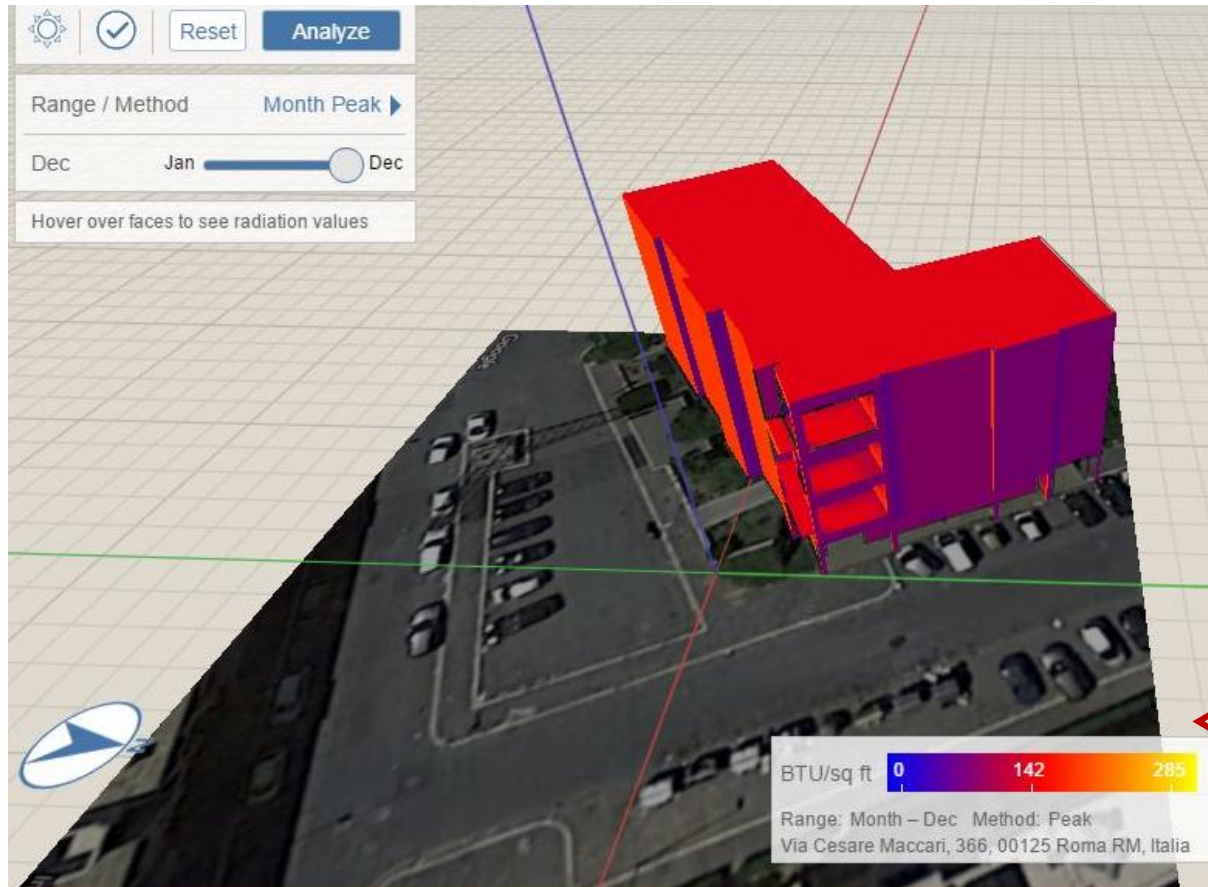 Reset Analyze
Range / Method Month Peak
Dec Jan Dec
Hover over faces to see radiation values
Google
BTU/sq ft 0 142 285
Range: Month – Dec Method: Peak
Via Cesare Maccari, 366, 00125 Roma RM, Italia